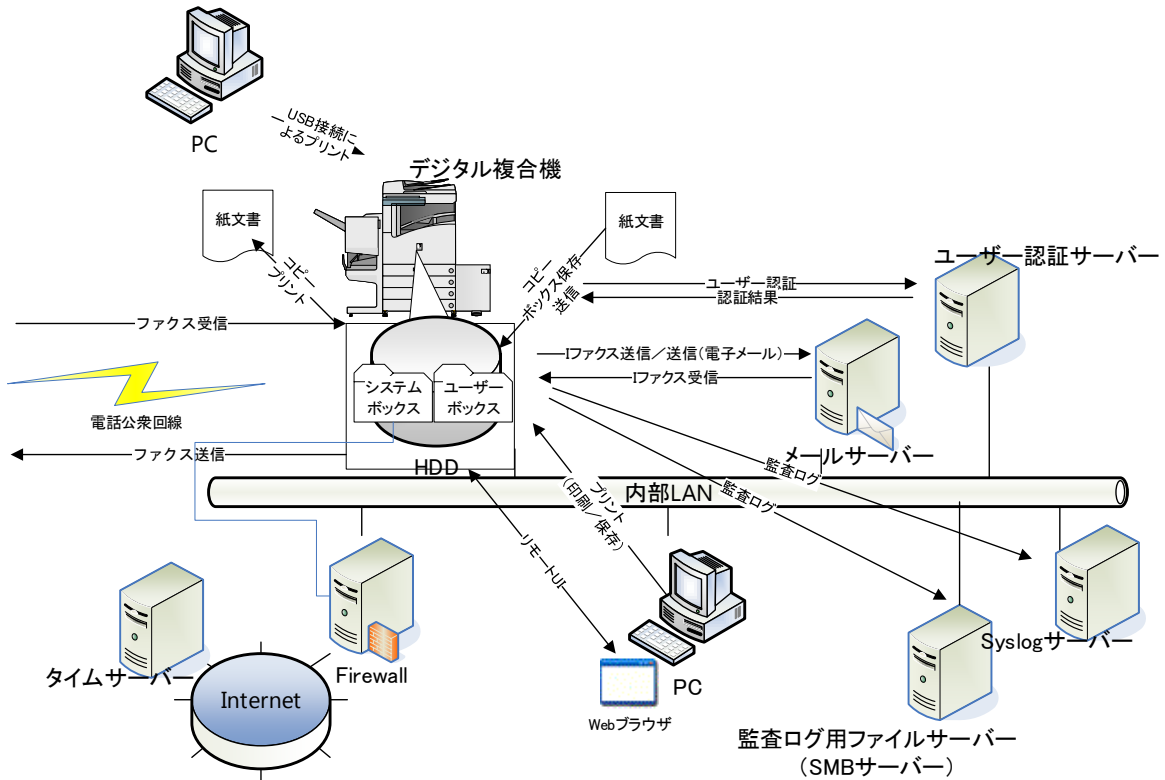 PC
USB接続に
よるプリント
デジタル複合機
紙文書
紙文書
コピー
プリント
コピー
ボックス保存
送信
ユーザー認証サーバー
ユーザー認証
認証結果
ファクス受信
Iファクス送信／送信(電子メール)
Iファクス受信
システム
ボックス
ユーザー
ボックス
電話公衆回線
ファクス送信
メールサーバー
HDD
監査ログ
監査ログ
内部LAN
プリント
(印刷／保存)
リモートUI
Syslogサーバー
タイムサーバー
Firewall
Internet
PC
Webブラウザ
監査ログ用ファイルサーバー
（SMBサーバー）